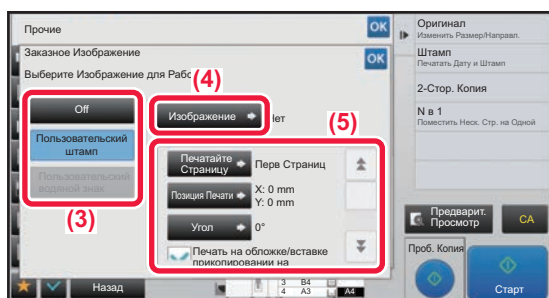 Прочие
OK
Заказное Изображение
OK
Выберите Изображение для
(4)
Off
Изображение
(5)
Пользовательский
штамп
Пользовательский
водяной знак
(3)
Печатайте
Страницу
Перв Страниц
Позиция Печати
X: 0 mm
Y: 0 mm
Угол
0°
Печать на обложке/вставке
прикопировании на
Назад
3 B4
4 A3
A4
Оригинал
Изменить Размер/Направл.
Штамп
Печатать Дату и Штамп
2-Стор. Копия
N в 1
Поместить Неск. Стр. на Одной
Предварит.
Просмотр
CA
Проб. Копия
Старт